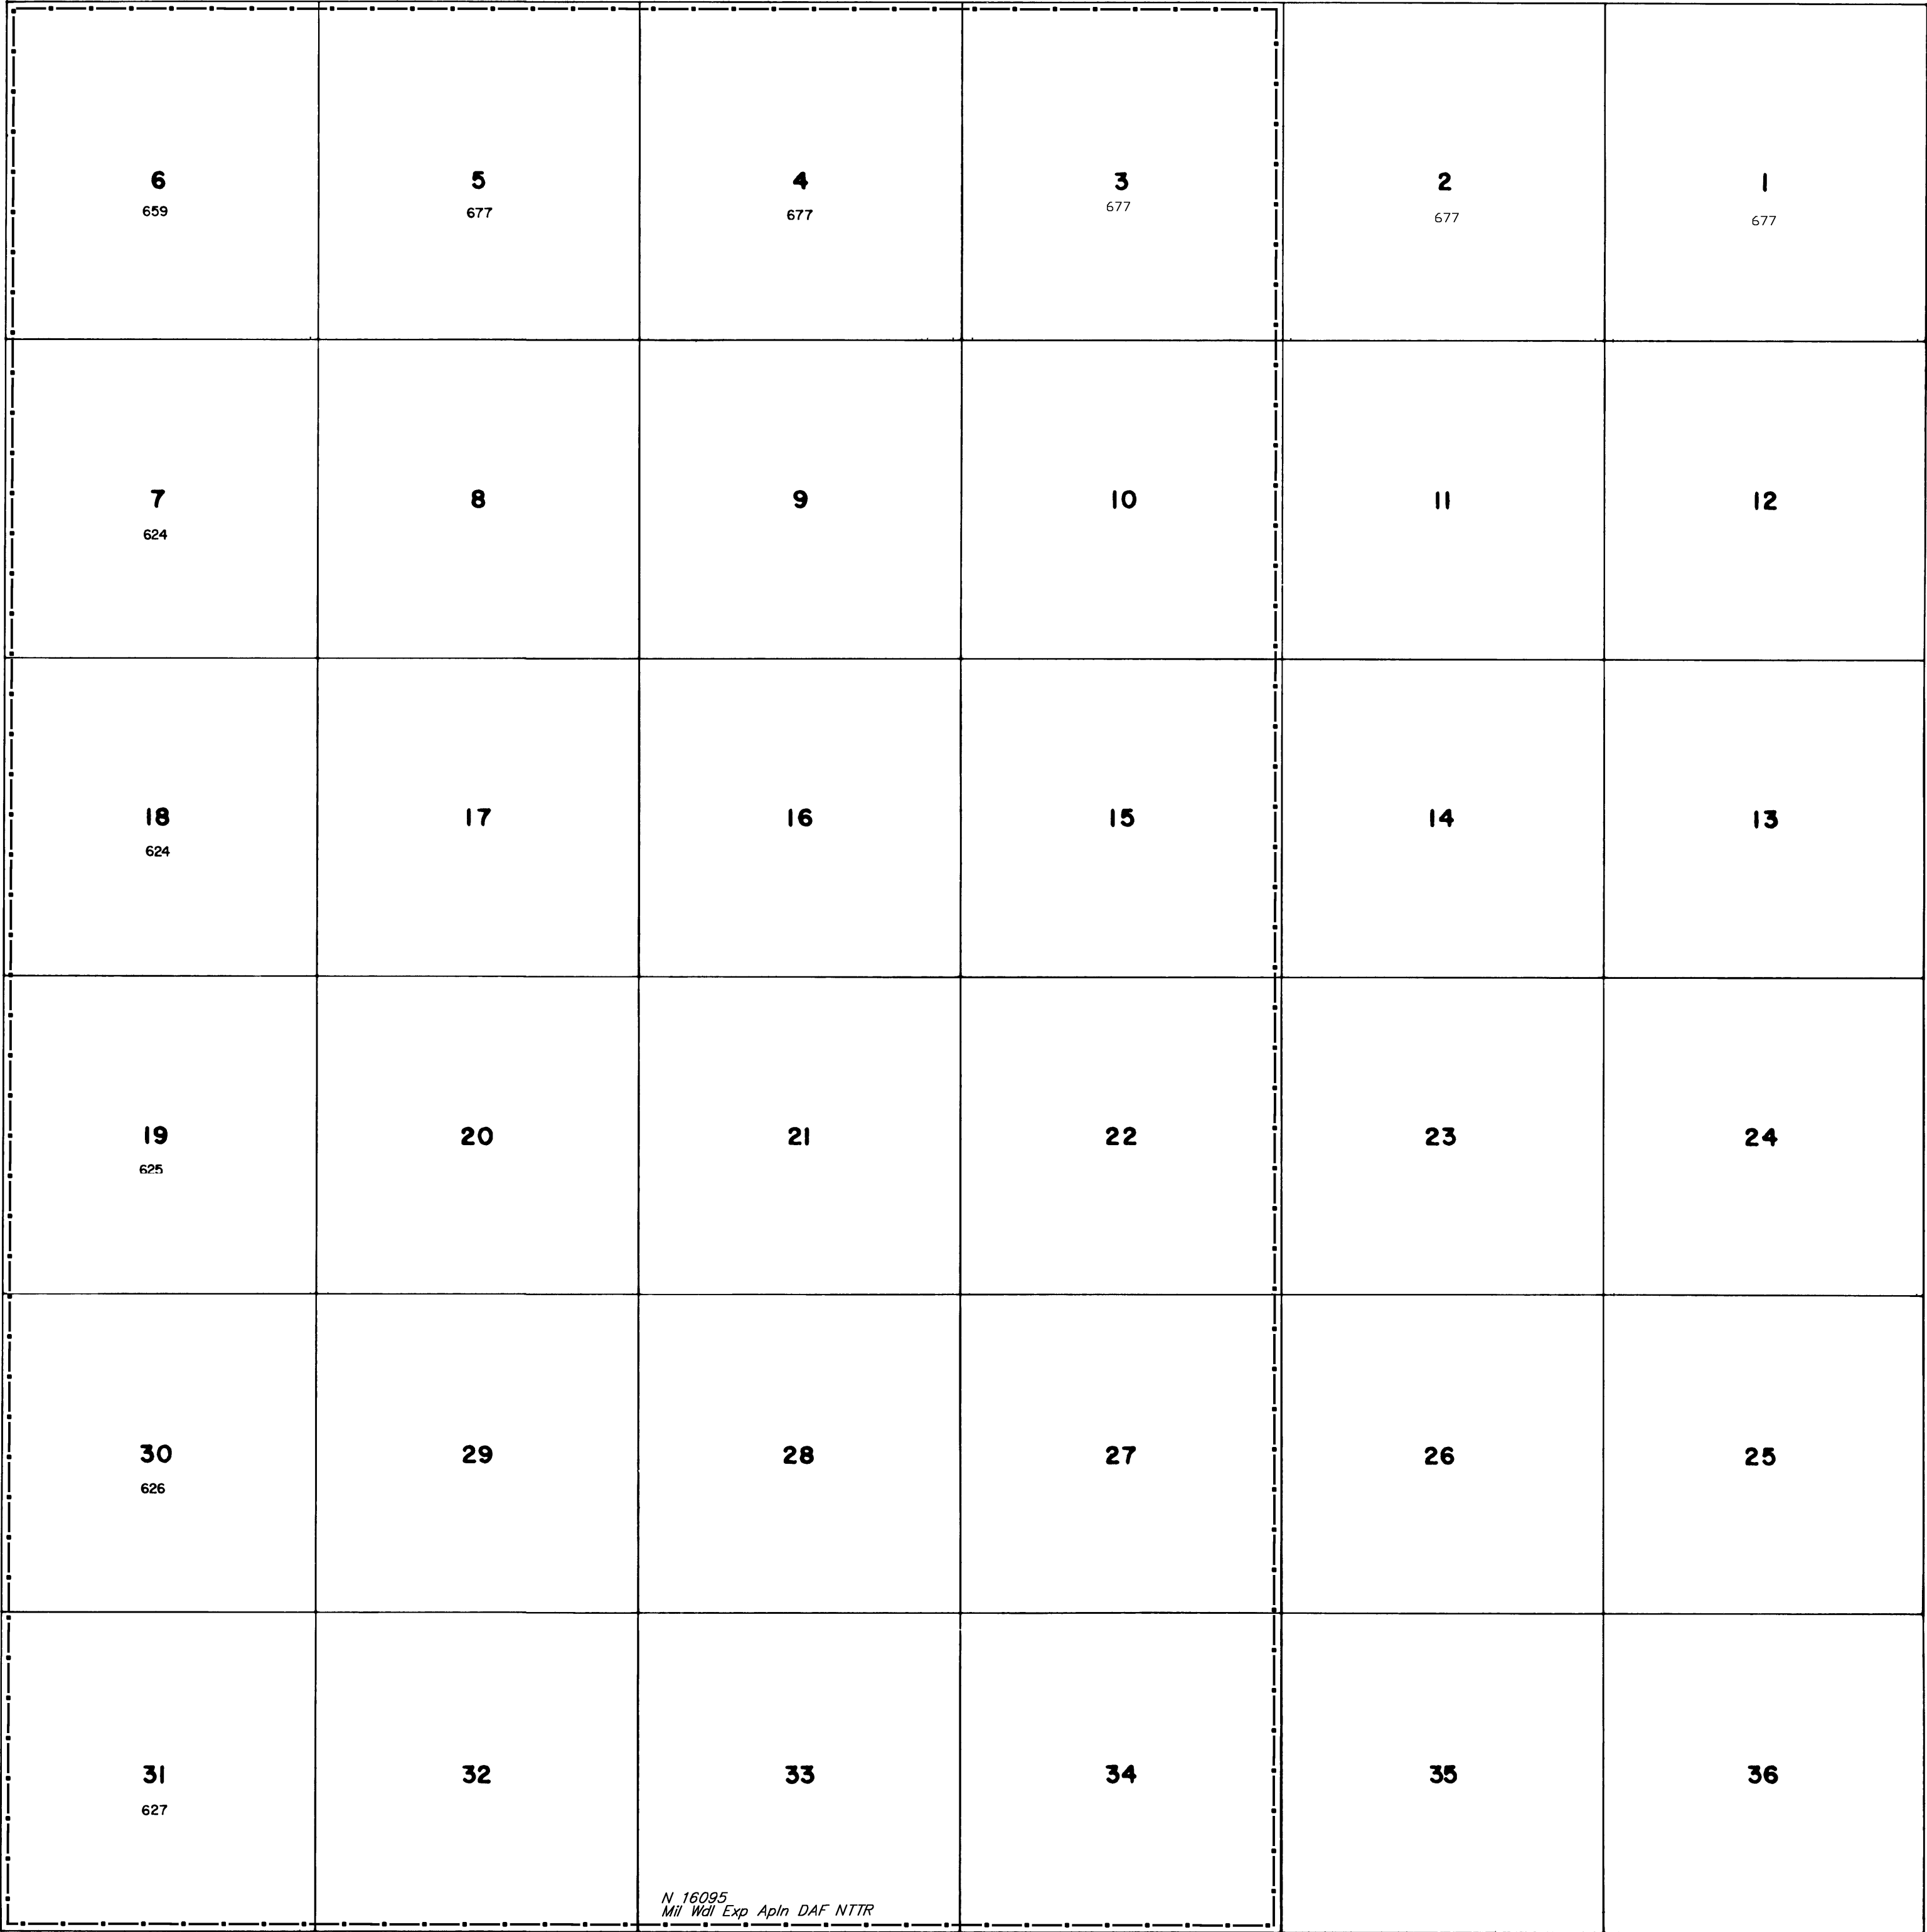 6 5 4 3 2 1
659 677 677 677 677 677
7 8 9 10 11 12
624
18 17 16 15 14 13
624
19 20 21 22 23 24
625
30 29 28 27 26 25
626
31 32 33 34 35 36
627
N 16095
Mil Wdl Exp Apln DAF NTTR